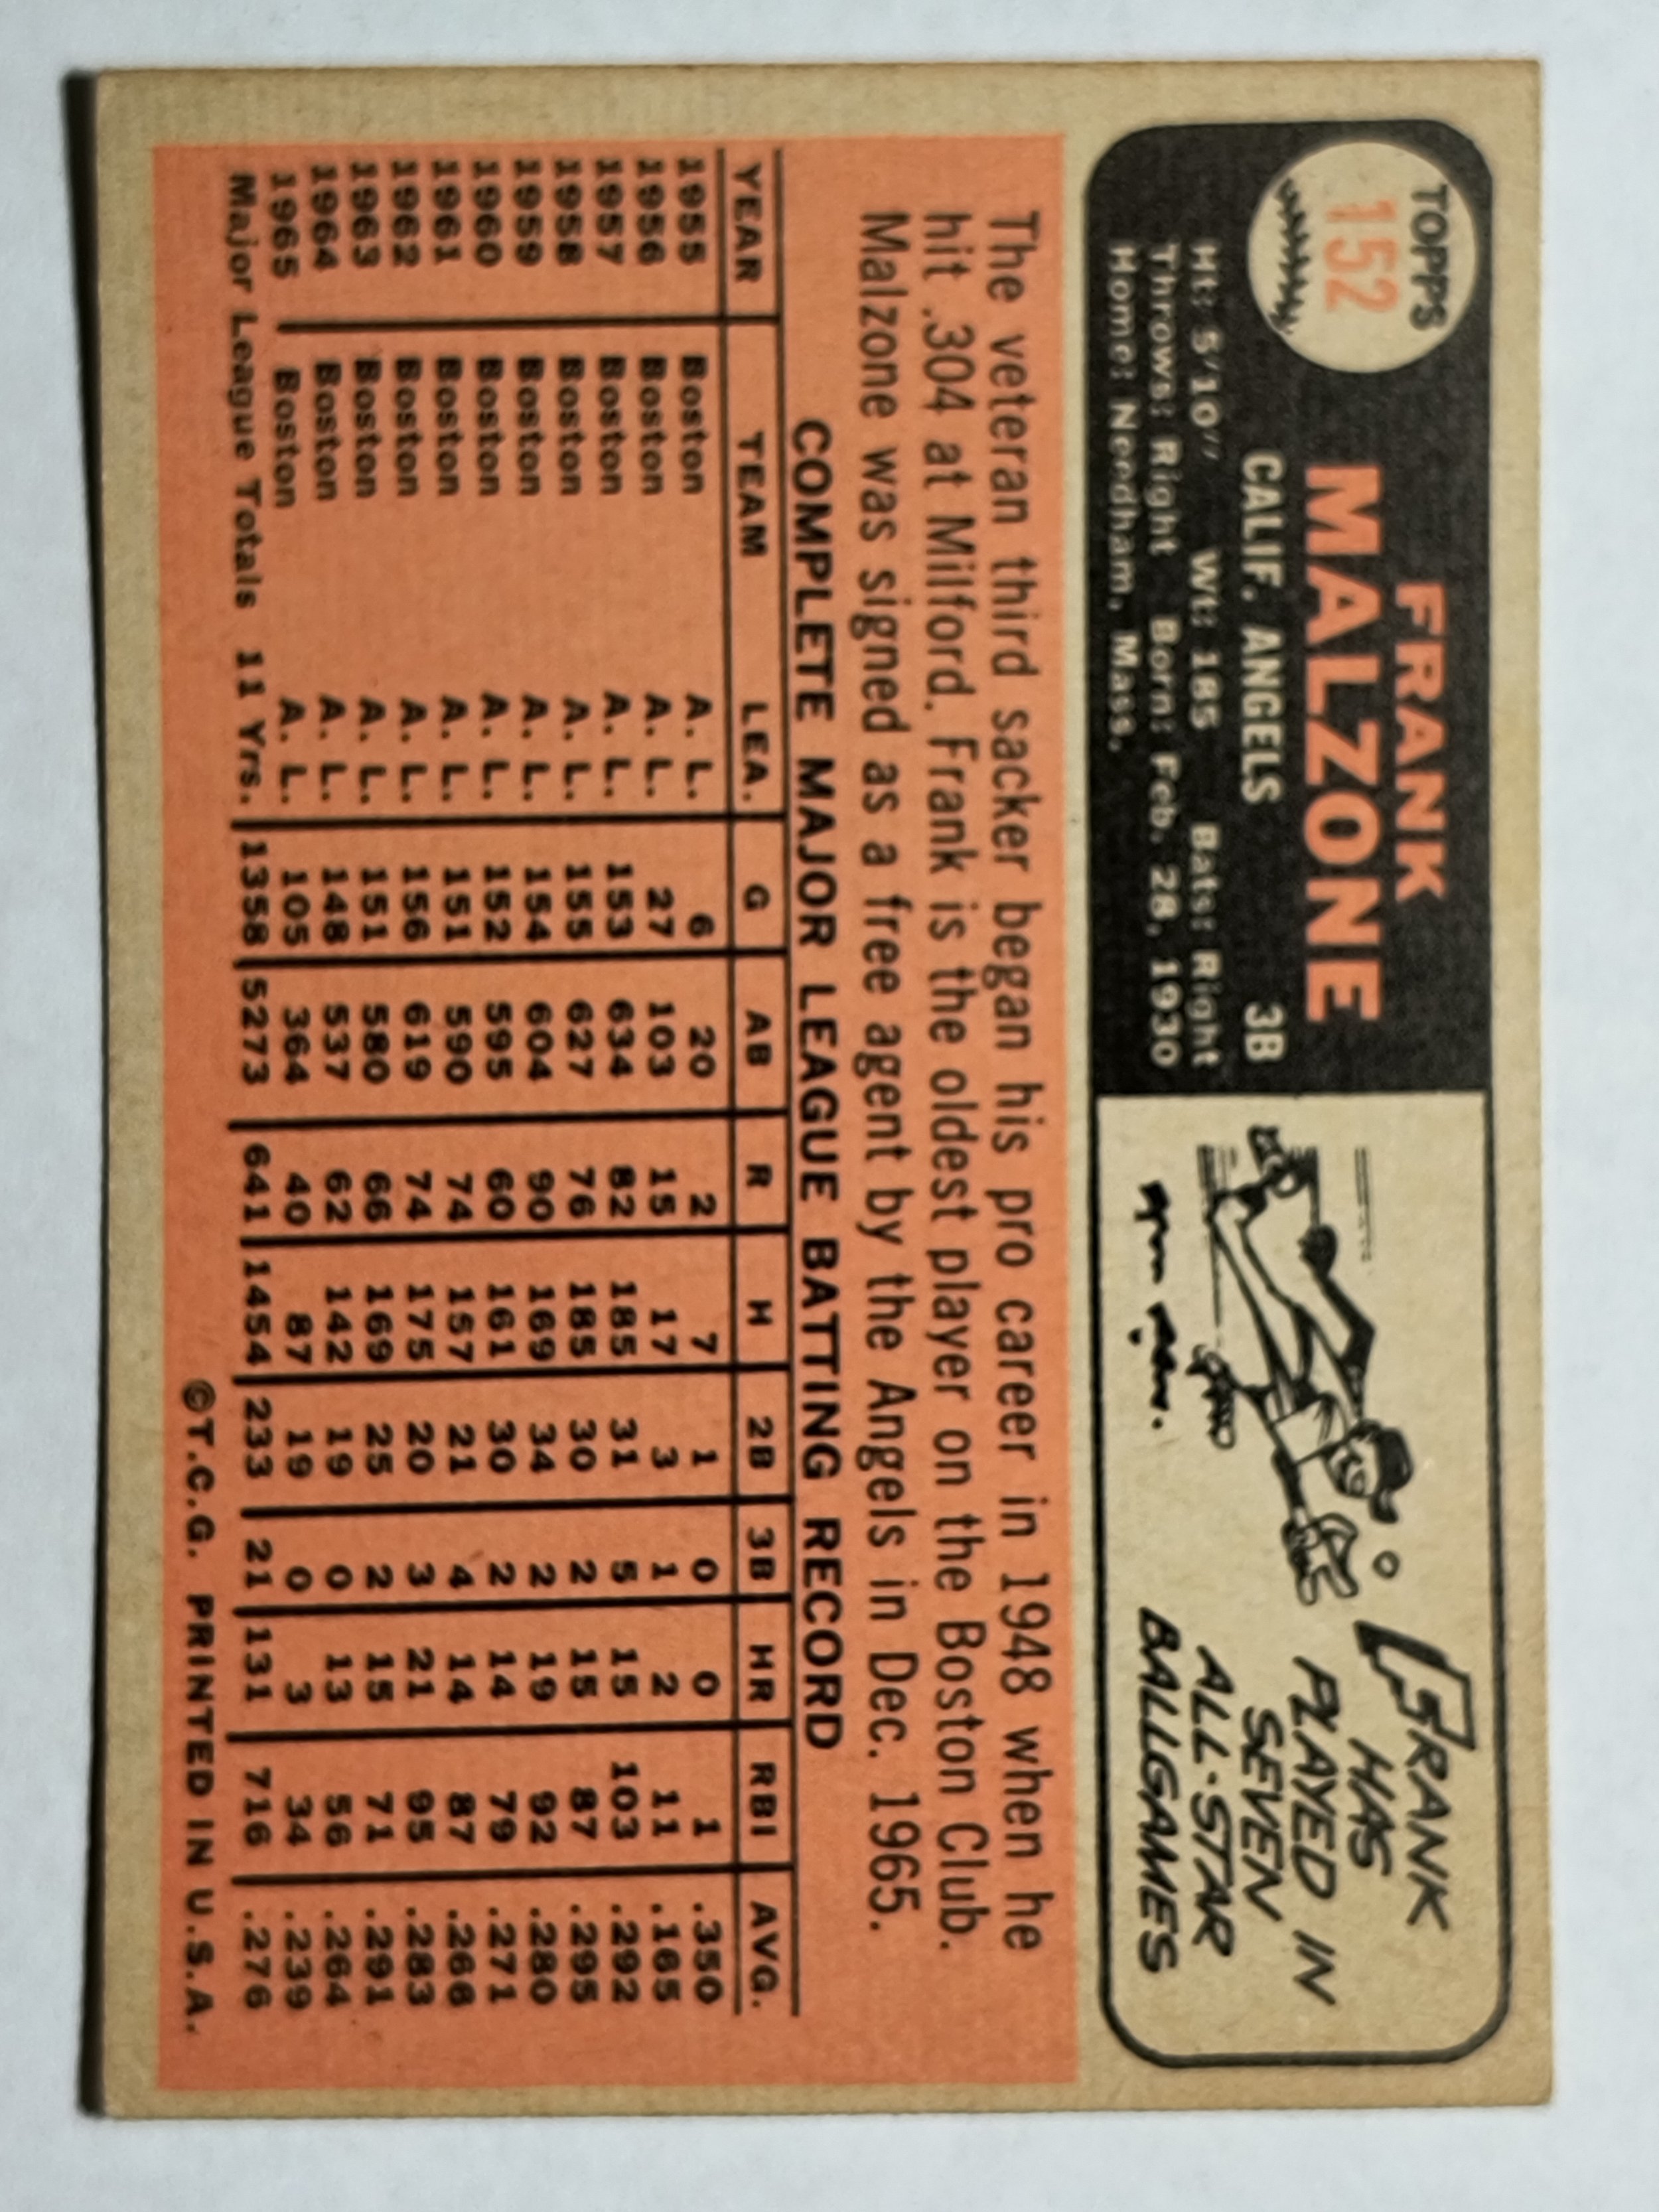 TOPPS
152
FRANK
MALZONE
CALIF. ANGELS 3B
Ht: 5'10" Wt: 185 Bats: Right
Throws: Right Born: Feb. 28, 1930
Home: Needham, Mass.
FRANK
HAS
PLAYED IN
SEVEN
ALL-STAR
BALLGAMES
The veteran third sacker began his pro career in 1948 when he
hit .304 at Milford. Frank is the oldest player on the Boston Club.
Malzone was signed as a free agent by the Angels in Dec. 1965.
COMPLETE MAJOR LEAGUE BATTING RECORD
YEAR TEAM LEA. G AB R H 2B 3B HR RBI AVG.
1955 Boston A. L. 6 20 2 7 1 0 0 1 .350
1956 Boston A. L. 27 103 15 17 3 1 2 11 .165
1957 Boston A. L. 153 634 82 185 31 5 15 103 .292
1958 Boston A. L. 155 627 76 185 30 2 15 87 .295
1959 Boston A. L. 154 604 90 169 34 2 19 92 .280
1960 Boston A. L. 152 595 60 161 30 2 14 79 .271
1961 Boston A. L. 151 590 74 157 21 4 14 87 .266
1962 Boston A. L. 156 619 74 175 20 3 21 95 .283
1963 Boston A. L. 151 580 66 169 25 2 15 71 .291
1964 Boston A. L. 148 537 62 142 19 0 13 56 .264
1965 Boston A. L. 105 364 40 87 19 0 3 34 .239
Major League Totals 11 Yrs. 1358 5273 641 1454 233 21 131 716 .276
©T.C.G. PRINTED IN U.S.A.